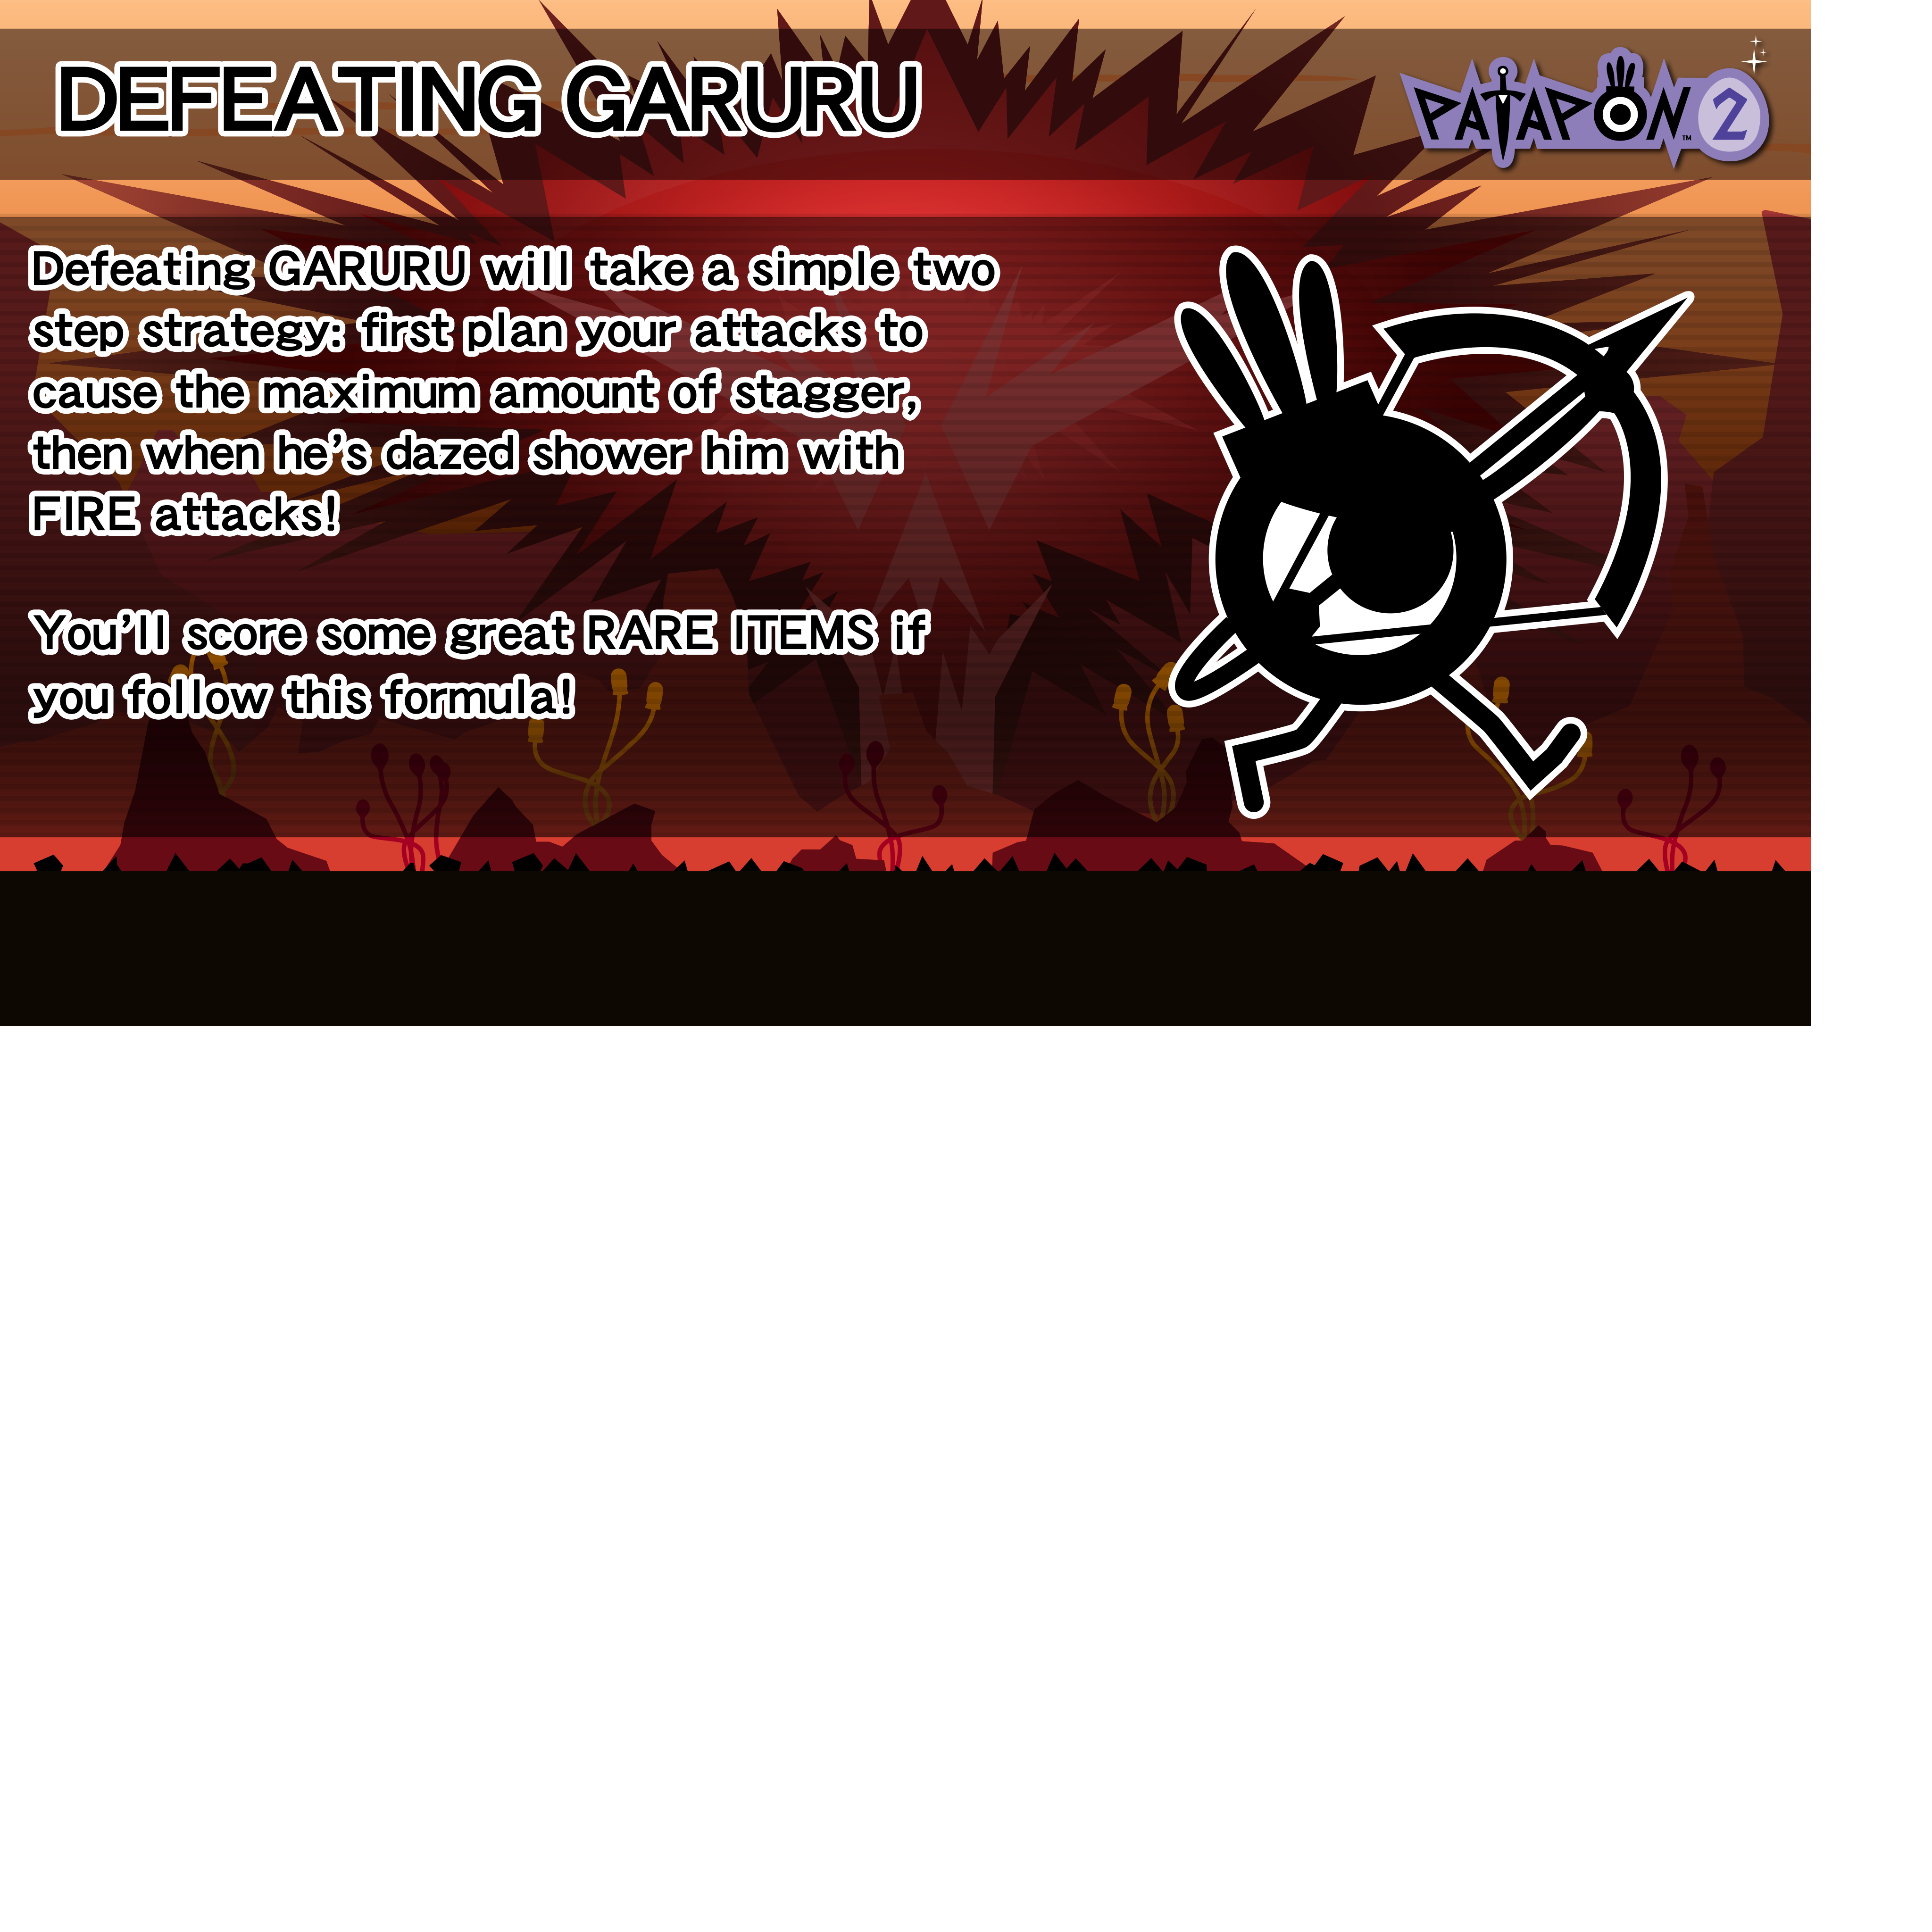 DEFEATING GARURU
PATAPON™ 2
Defeating GARURU will take a simple two
step strategy: first plan your attacks to
cause the maximum amount of stagger,
then when he's dazed shower him with
FIRE attacks!
You'll score some great RARE ITEMS if
you follow this formula!